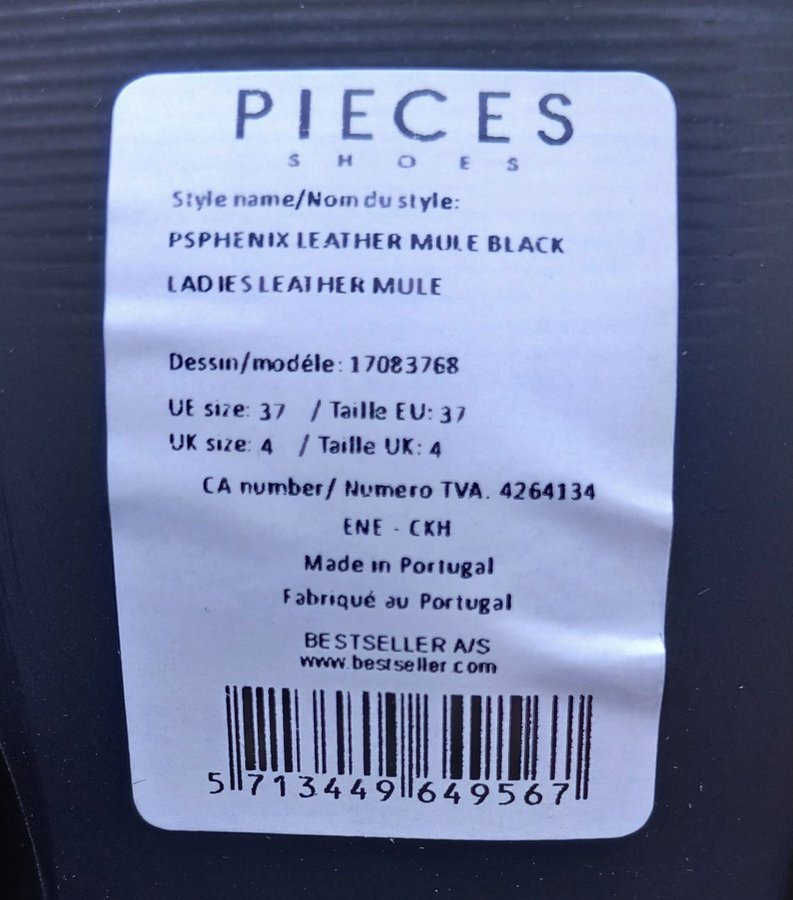 PIECES
SHOES
Style name/Nom du style:
PSPHENIX LEATHER MULE BLACK
LADIES LEATHER MULE
Dessin/modéle: 17083768
UE size: 37 / Taille EU: 37
UK size: 4 / Taille UK: 4
CA number/ Numero TVA. 4264134
ENE - CKH
Made in Portugal
Fabriqué au Portugal
BESTSELLER A/S
www.bestseller.com
5 713449 649567